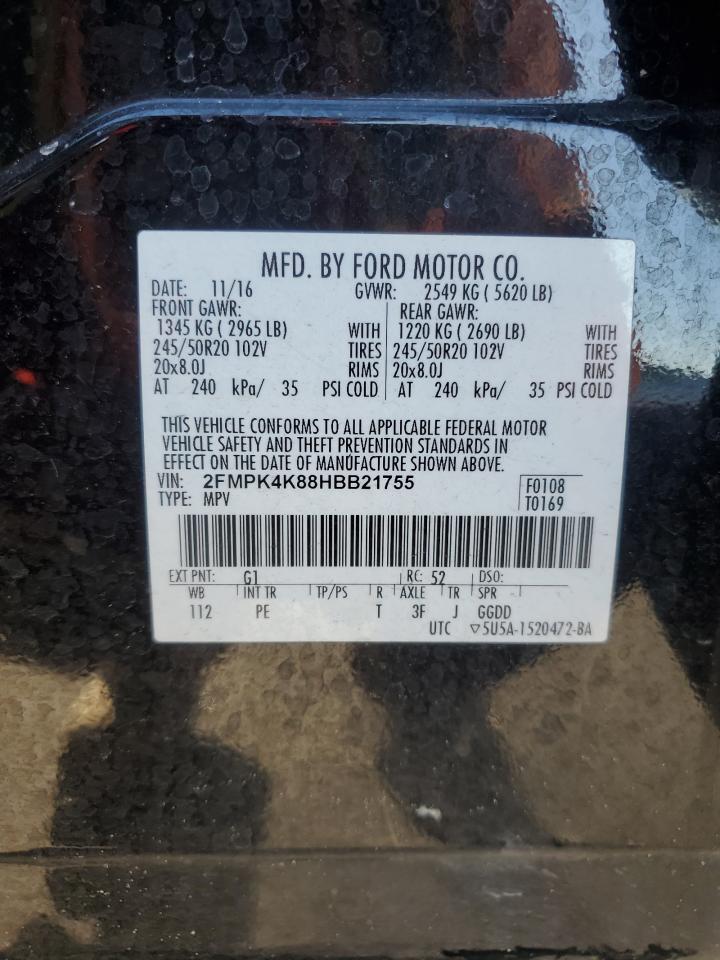 MFD. BY FORD MOTOR CO.
DATE: 11/16 GVWR: 2549 KG ( 5620 LB)
FRONT GAWR: REAR GAWR:
1345 KG ( 2965 LB) WITH 1220 KG ( 2690 LB) WITH
245/50R20 102V TIRES 245/50R20 102V TIRES
20x8.0J RIMS 20x8.0J RIMS
AT 240 kPa/ 35 PSI COLD AT 240 kPa/ 35 PSI COLD
THIS VEHICLE CONFORMS TO ALL APPLICABLE FEDERAL MOTOR
VEHICLE SAFETY AND THEFT PREVENTION STANDARDS IN
EFFECT ON THE DATE OF MANUFACTURE SHOWN ABOVE.
VIN: 2FMPK4K88HBB21755 F0108
TYPE: MPV T0169
EXT PNT: G1 RC: 52 DSO:
WB INT TR TP/PS R AXLE TR SPR
112 PE T 3F J GGDD
UTC ▽5U5A-1520472-BA